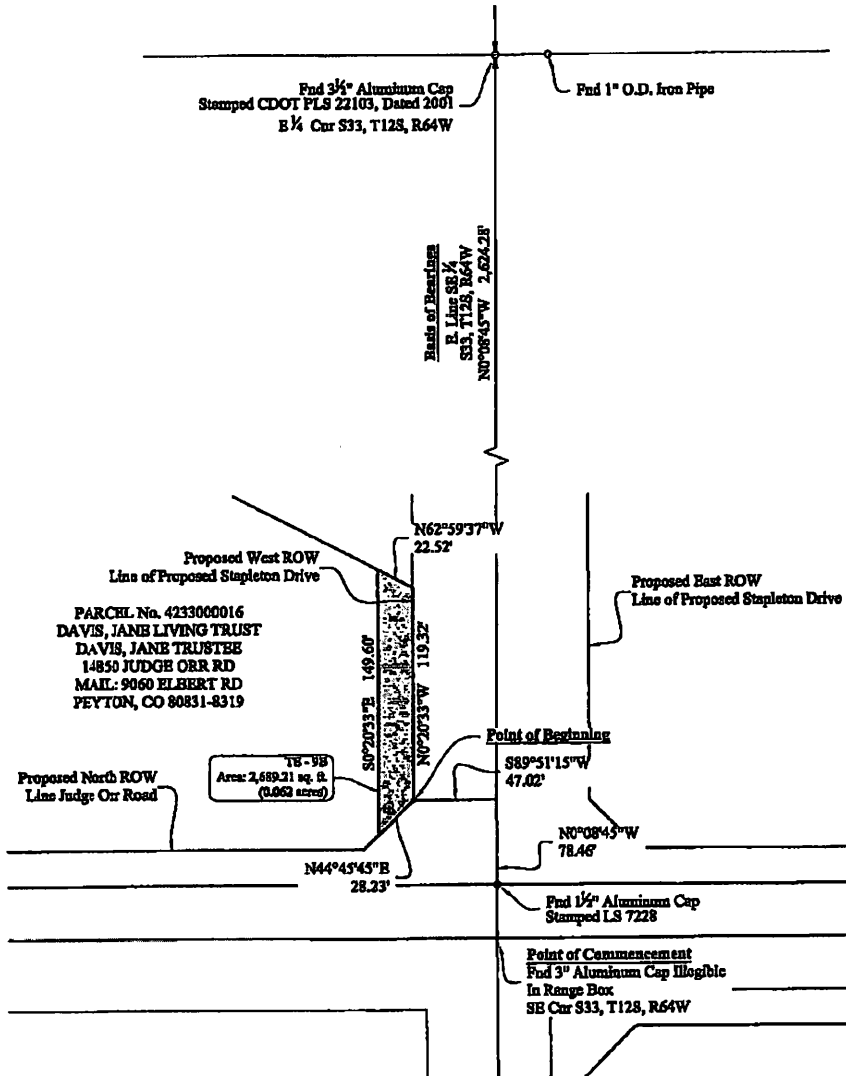 Fnd 3½" Aluminum Cap
Stamped CDOT PLS 22103, Dated 2001
E ¼ Cnr S33, T12S, R64W
Fnd 1" O.D. Iron Pipe
Basis of Bearings
E. Line SE ¼
S33, T12S, R64W
N0°08'45"W 2,624.28'
N62°59'37"W
22.52'
Proposed West ROW
Line of Proposed Stapleton Drive
Proposed East ROW
Line of Proposed Stapleton Drive
PARCEL No. 4233000016
DAVIS, JANE LIVING TRUST
DAVIS, JANE TRUSTEE
14850 JUDGE ORR RD
MAIL: 9060 ELBERT RD
PEYTON, CO 80831-8319
S0°20'33"E 149.60'
N0°20'33"W 119.32'
Point of Beginning
S89°51'15"W
47.02'
TE - 9B
Area: 2,689.21 sq. ft.
(0.062 acres)
Proposed North ROW
Line Judge Orr Road
N0°08'45"W
78.46'
N44°45'45"E
28.23'
Fnd 1½" Aluminum Cap
Stamped LS 7228
Point of Commencement
Fnd 3" Aluminum Cap Illegible
In Range Box
SE Cnr S33, T12S, R64W